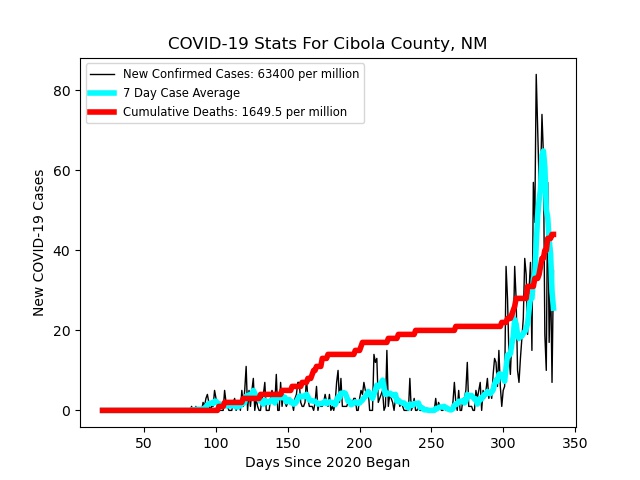 COVID-19 Stats For Cibola County, NM
New Confirmed Cases: 63400 per million
7 Day Case Average
Cumulative Deaths: 1649.5 per million
New COVID-19 Cases
80
60
40
20
0
50
100
150
200
250
300
350
Days Since 2020 Began